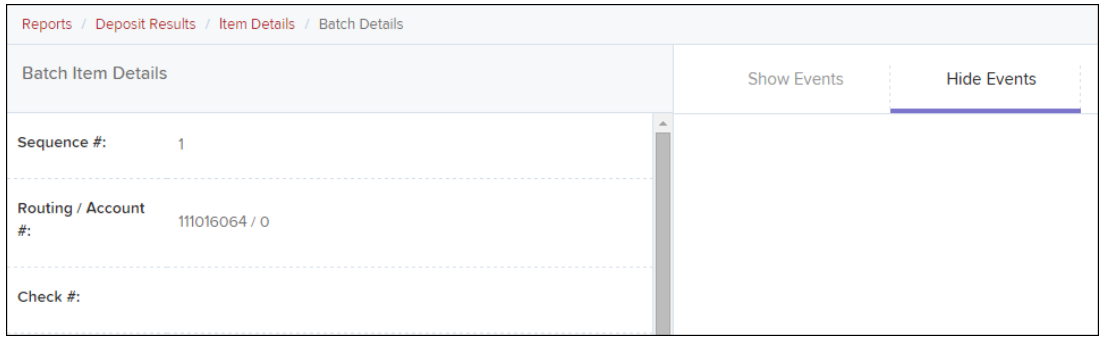 Reports / Deposit Results / Item Details / Batch Details
Batch Item Details
Show Events
Hide Events
Sequence #: 1
Routing / Account
#: 111016064 / 0
Check #: